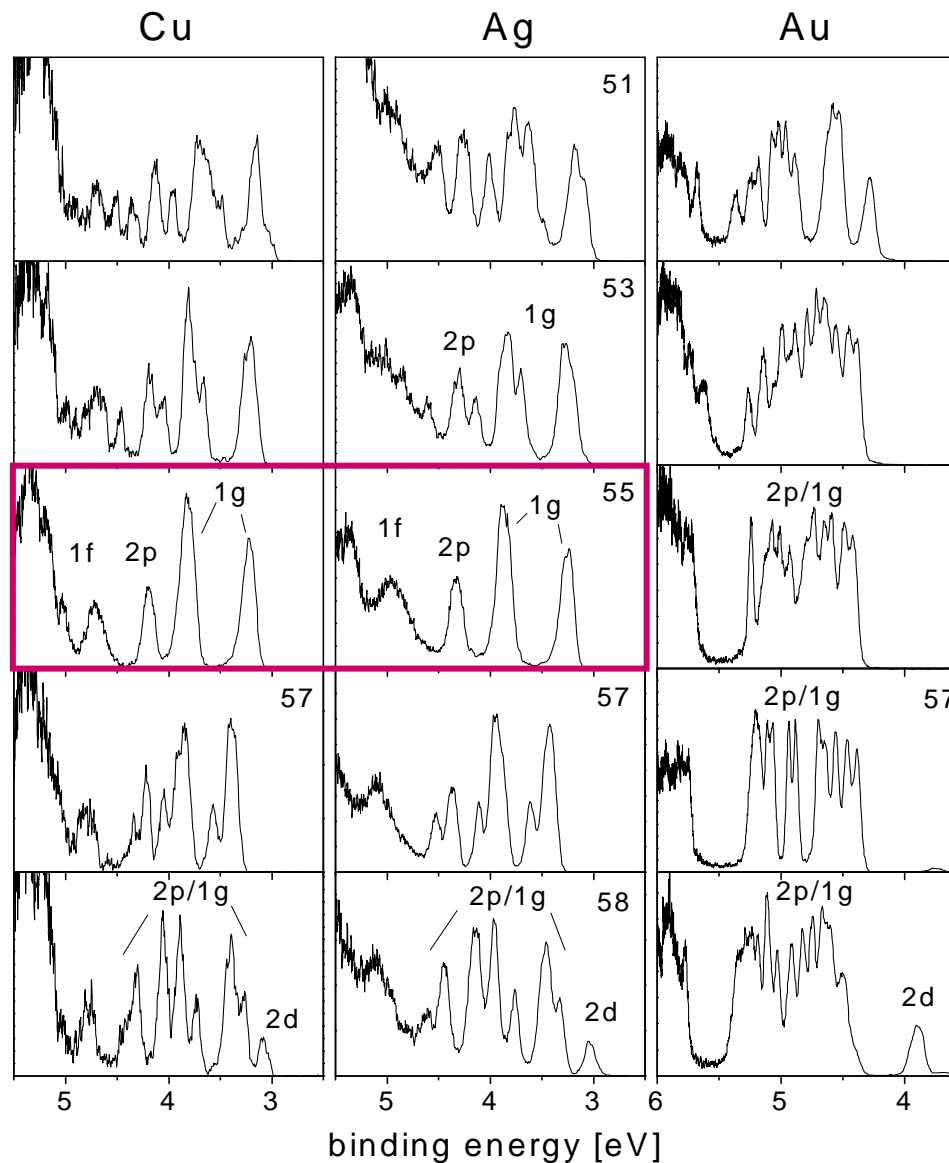 Cu Ag Au
51
53
1g
2p
55
1g
1f
2p
1g
1f
2p
2p/1g
57
57
2p/1g
57
2p/1g
2d
58
2p/1g
2d
2p/1g
2d
5 4 3 5 4 3 6 5 4
binding energy [eV]